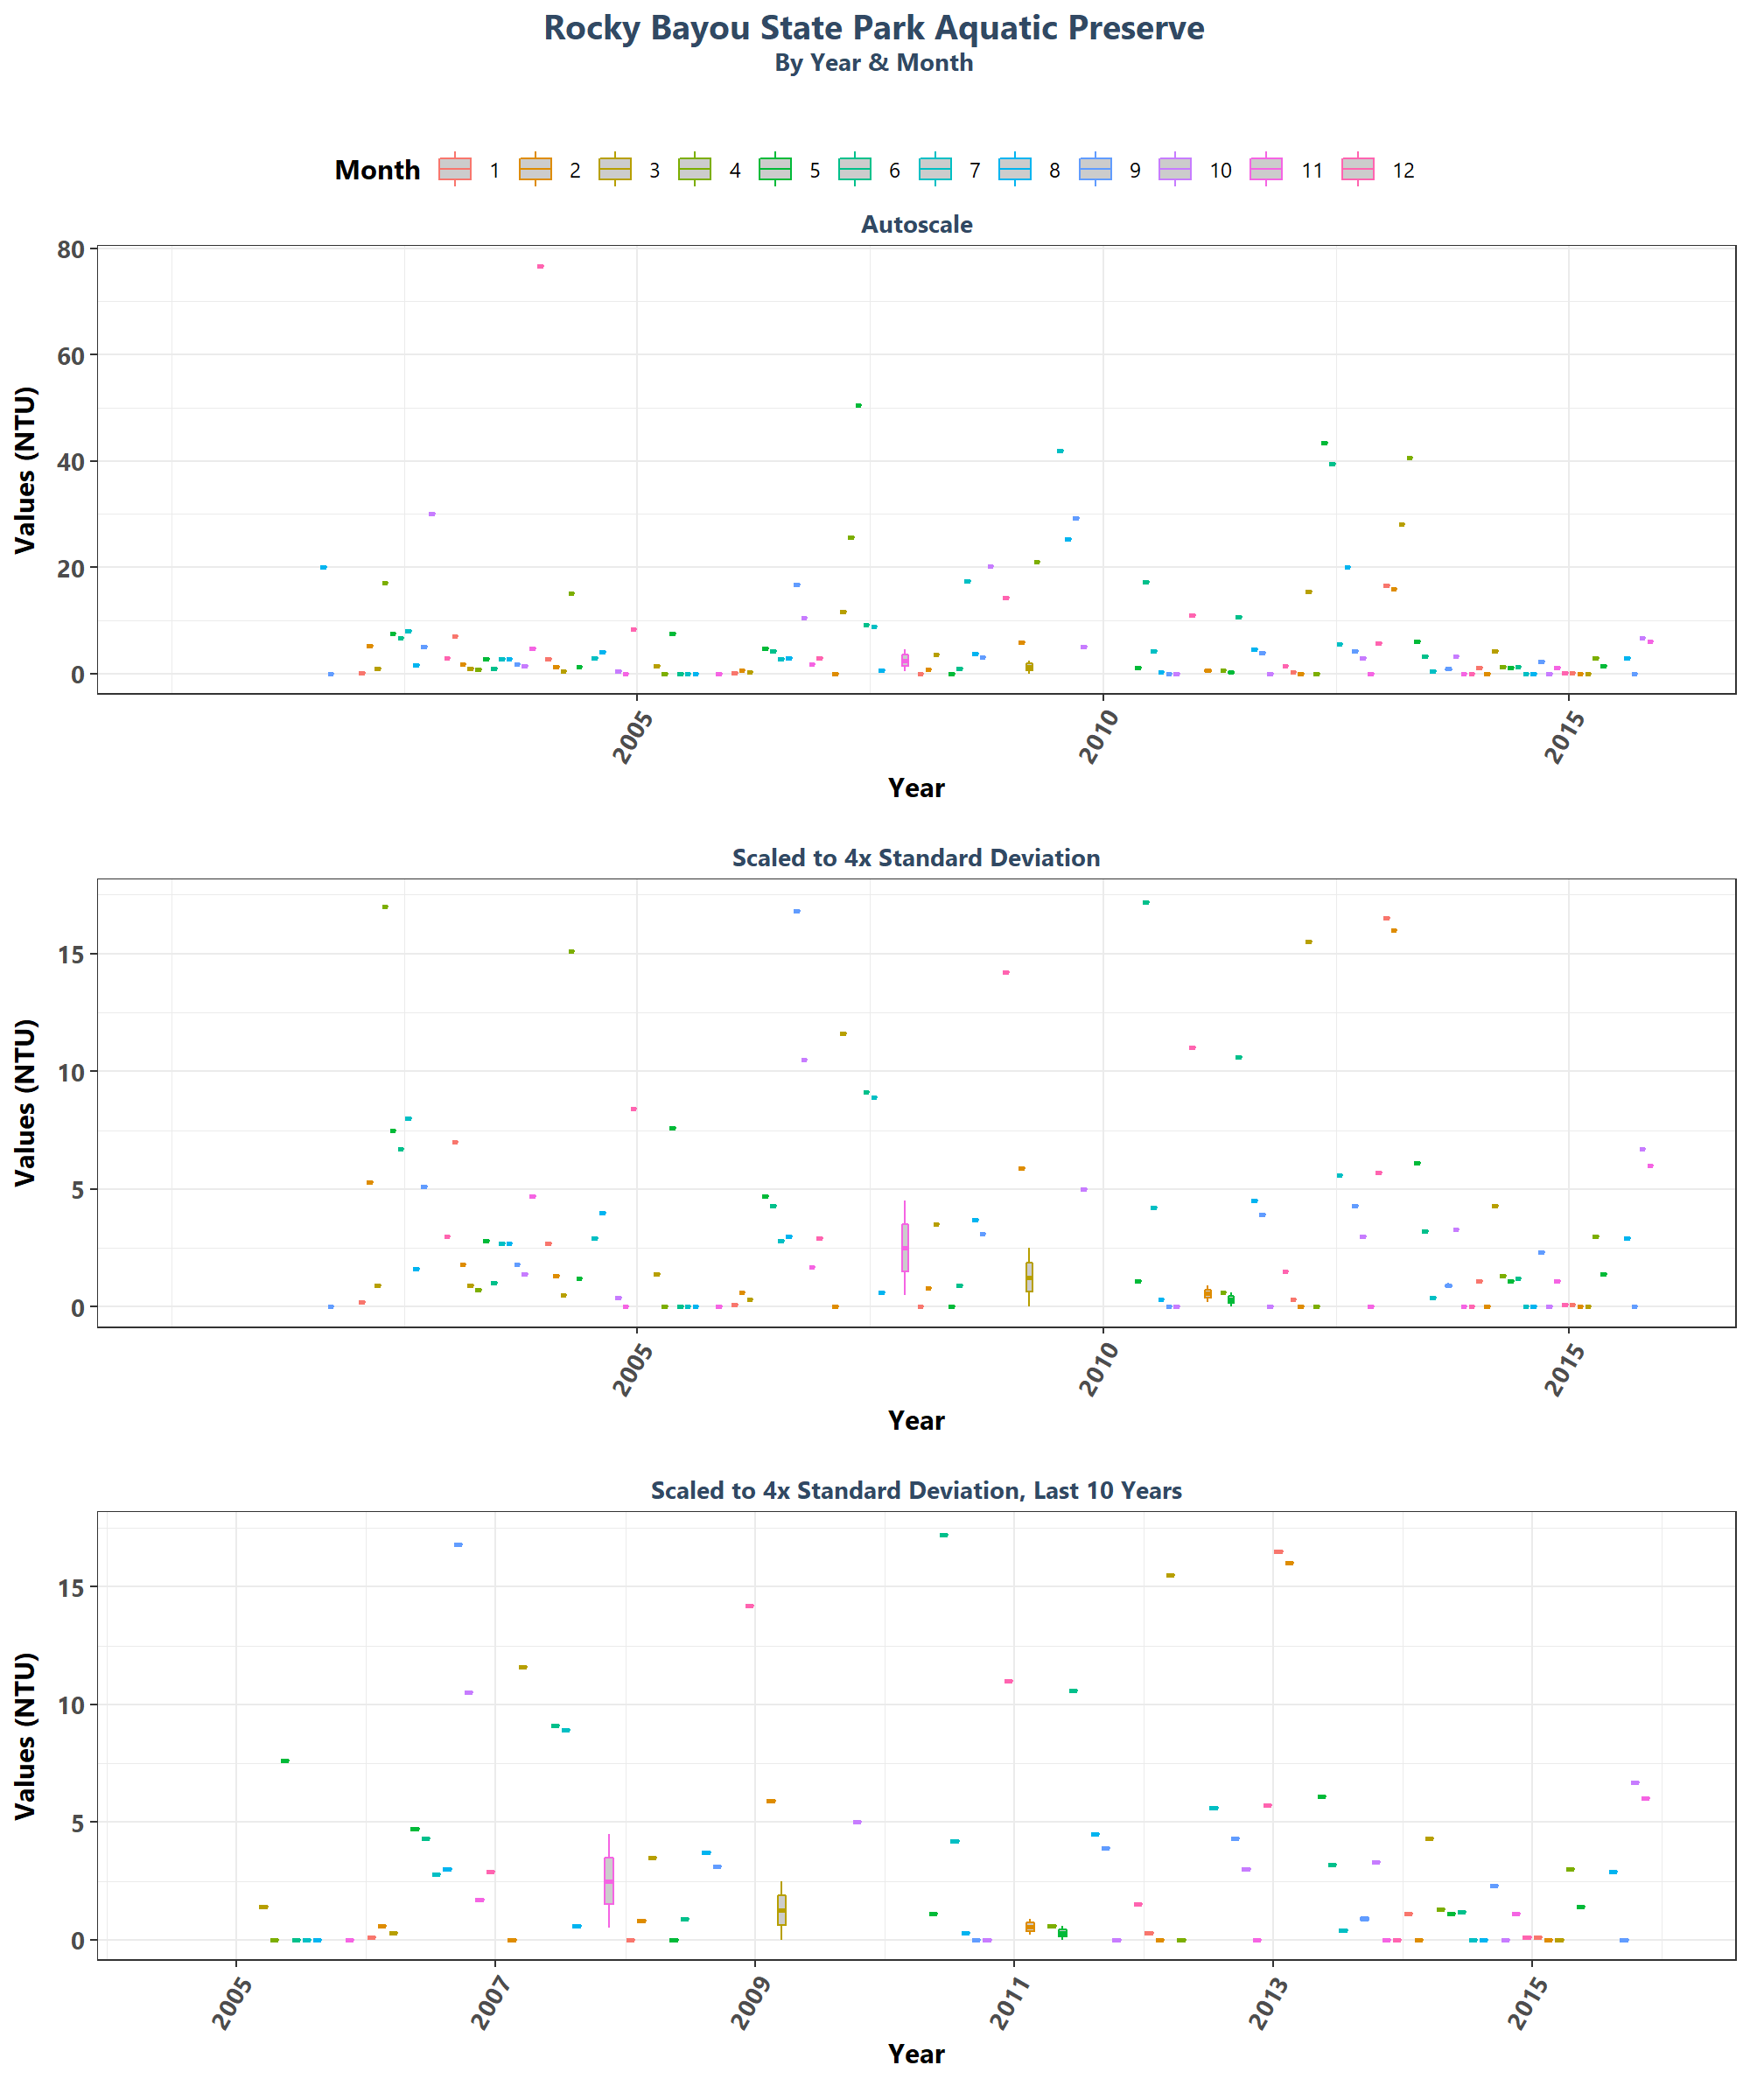 Rocky Bayou State Park Aquatic Preserve
By Year & Month
Month 1 2 3 4 5 6 7 8 9 10 11 12
Autoscale
Values (NTU)
80
60
40
20
0
2005 2010 2015
Year
Scaled to 4x Standard Deviation
Values (NTU)
15
10
5
0
2005 2010 2015
Year
Scaled to 4x Standard Deviation, Last 10 Years
Values (NTU)
15
10
5
0
2005 2007 2009 2011 2013 2015
Year